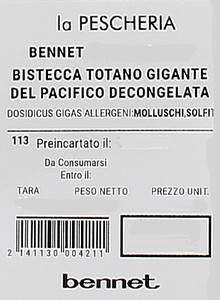 la PESCHERIA
BENNET
BISTECCA TOTANO GIGANTE
DEL PACIFICO DECONGELATA
DOSIDICUS GIGAS ALLERGENI:MOLLUSCHI,SOLFIT
113 Preincartato il:
Da Consumarsi
Entro il:
TARA PESO NETTO PREZZO UNIT.
2 141130 004211
bennet